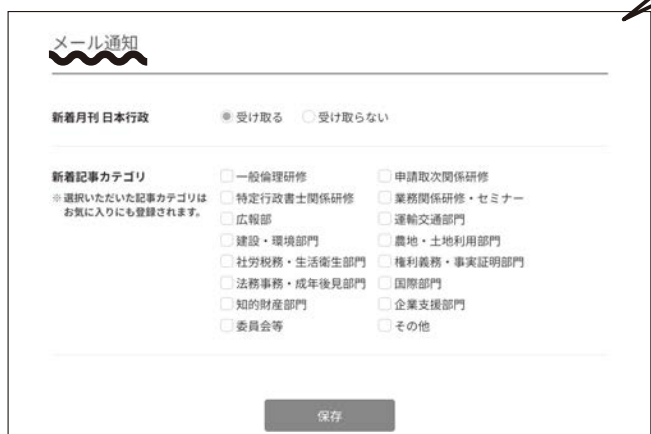 メール通知
新着月刊 日本行政 受け取る 受け取らない
新着記事カテゴリ 一般倫理研修 申請取次関係研修
※選択いただいた記事カテゴリは 特定行政書士関係研修 業務関係研修・セミナー
お気に入りにも登録されます。 広報部 運輸交通部門
建設・環境部門 農地・土地利用部門
社労税務・生活衛生部門 権利義務・事実証明部門
法務事務・成年後見部門 国際部門
知的財産部門 企業支援部門
委員会等 その他
保存